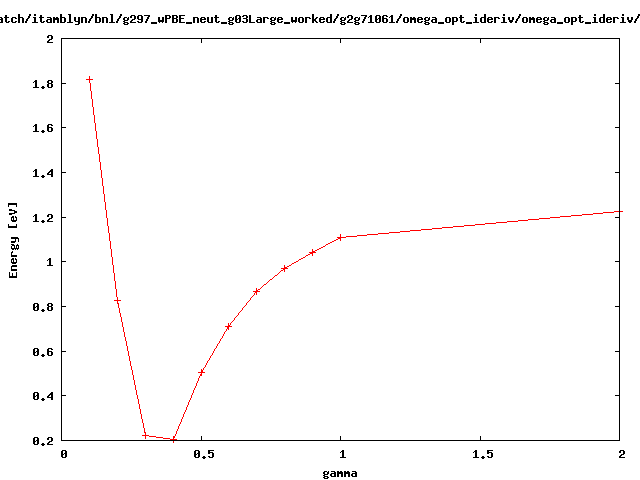 atch/itamblyn/bnl/g297_wPBE_neut_g03Large_worked/g2g71061/omega_opt_ideriv/omega_opt_ideriv/
2
1.8
1.6
1.4
1.2
1
0.8
0.6
0.4
0.2
Energy [eV]
0 0.5 1 1.5 2
gamma